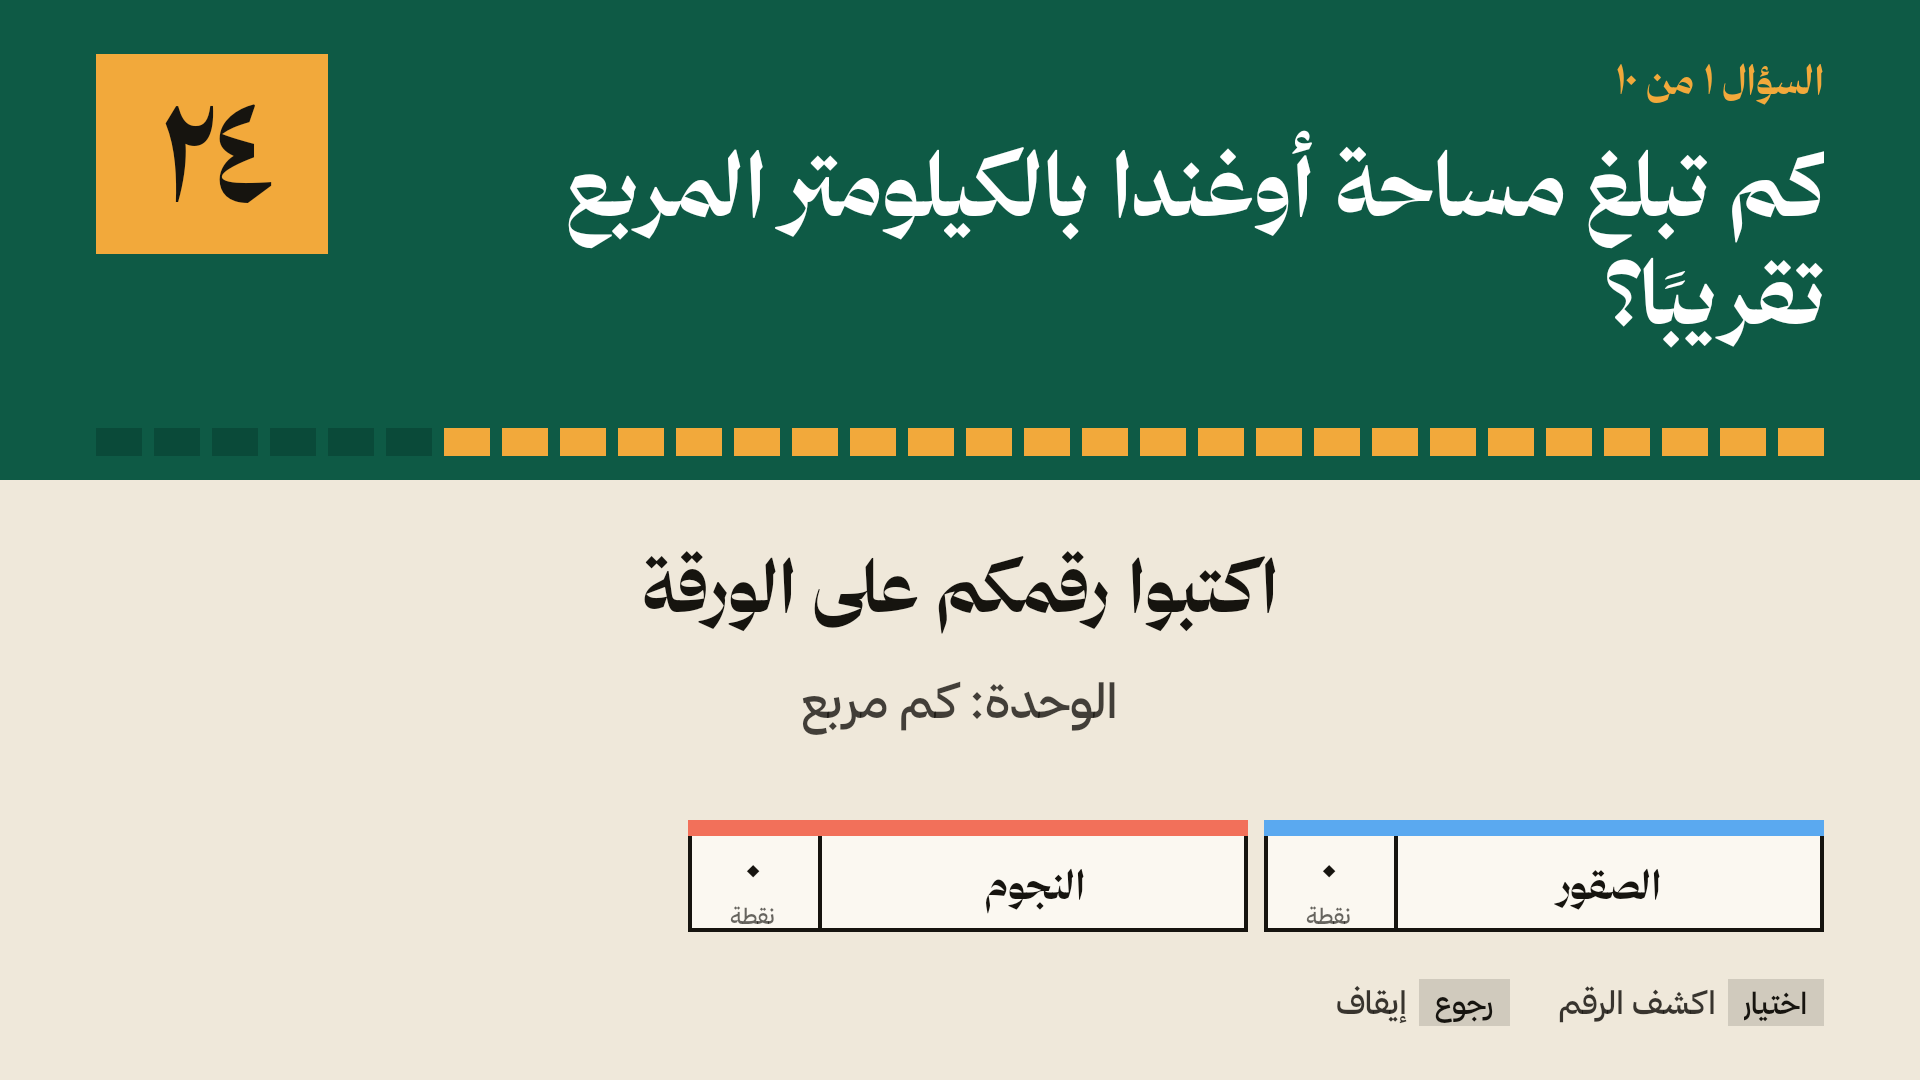 السؤال ١ من ١٠
٢٤
كم تبلغ مساحة أوغندا بالكيلومتر المربع
تقريبًا؟
اكتبوا رقمكم على الورقة
الوحدة: كم مربع
الصقور
٠
نقطة
النجوم
٠
نقطة
اختيار اكشف الرقم رجوع إيقاف